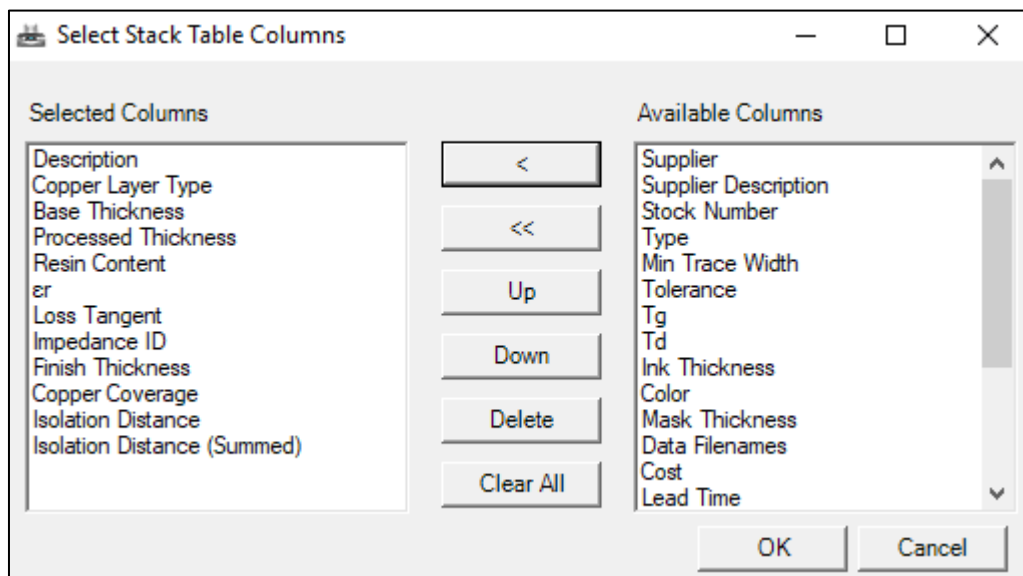 Select Stack Table Columns
Selected Columns
Description
Copper Layer Type
Base Thickness
Processed Thickness
Resin Content
εr
Loss Tangent
Impedance ID
Finish Thickness
Copper Coverage
Isolation Distance
Isolation Distance (Summed)
<
<<
Up
Down
Delete
Clear All
Available Columns
Supplier
Supplier Description
Stock Number
Type
Min Trace Width
Tolerance
Tg
Td
Ink Thickness
Color
Mask Thickness
Data Filenames
Cost
Lead Time
OK
Cancel